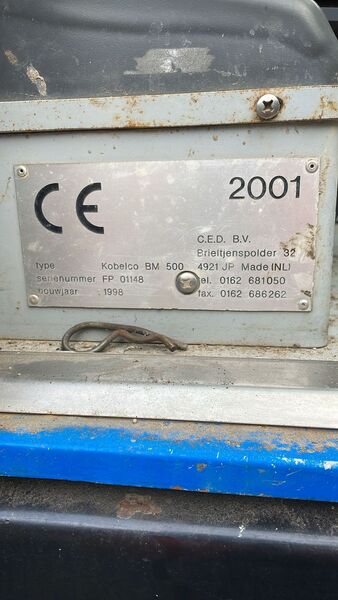 CE 2001
C.E.D. B.V.
Brieltjenspolder 32
type Kobelco BM 500 4921 JP Made (NL)
serienummer FP 01148 tel. 0162 681050
bouwjaar 1998 fax. 0162 686262